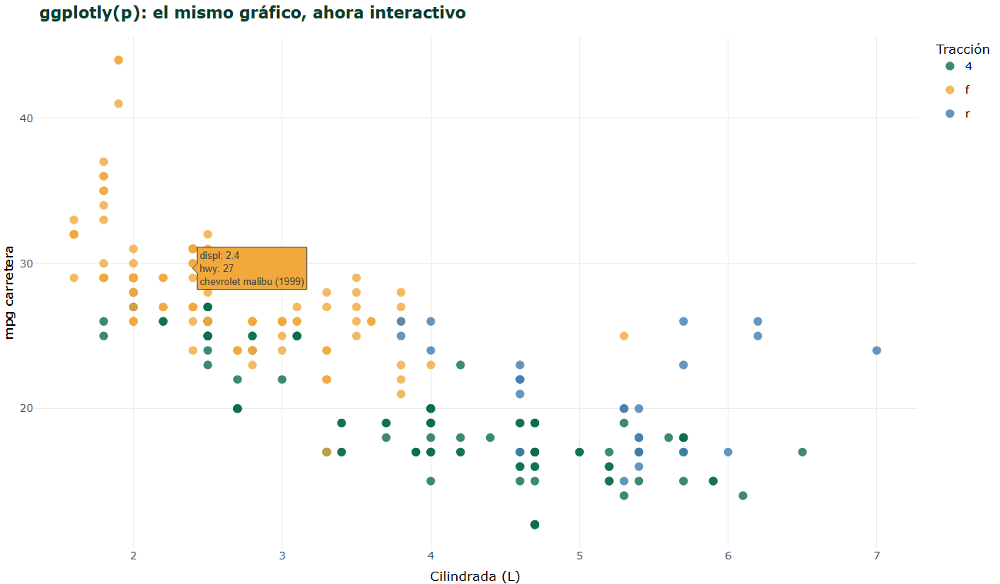 ggplotly(p): el mismo gráfico, ahora interactivo
Tracción
4
f
r
mpg carretera
40
30
20
displ: 2.4
hwy: 27
chevrolet malibu (1999)
2
3
4
5
6
7
Cilindrada (L)